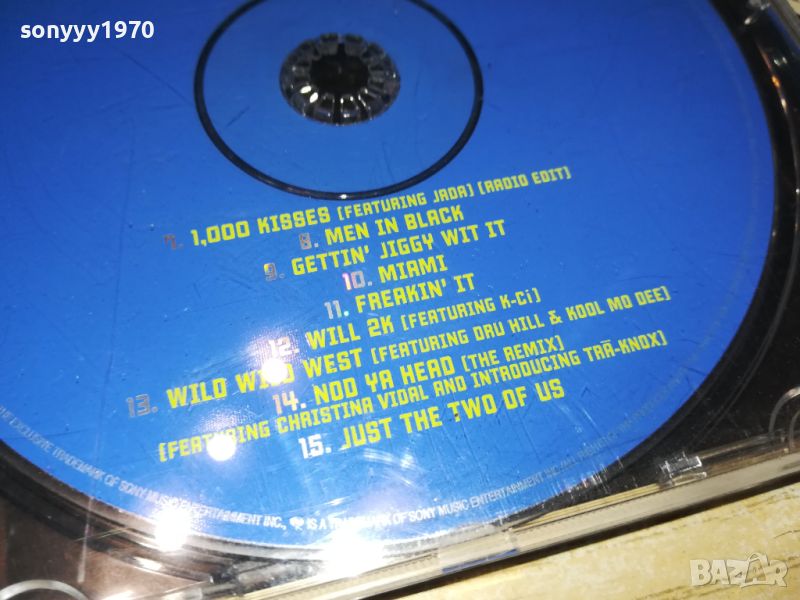 sonyyy1970
7. 1,000 KISSES [FEATURING JADA] [RADIO EDIT]
8. MEN IN BLACK
9. GETTIN' JIGGY WIT IT
10. MIAMI
11. FREAKIN' IT
12. WILL 2K [FEATURING K-Ci]
13. WILD WILD WEST [FEATURING DRU HILL & KOOL MO DEE]
14. NOD YA HEAD [THE REMIX]
[FEATURING CHRISTINA VIDAL AND INTRODUCING TRĀ-KNOX]
15. JUST THE TWO OF US
EXCLUSIVE TRADEMARK OF SONY MUSIC ENTERTAINMENT INC., IS A TRADEMARK OF SONY MUSIC ENTERTAINMENT INC.
BAZAR